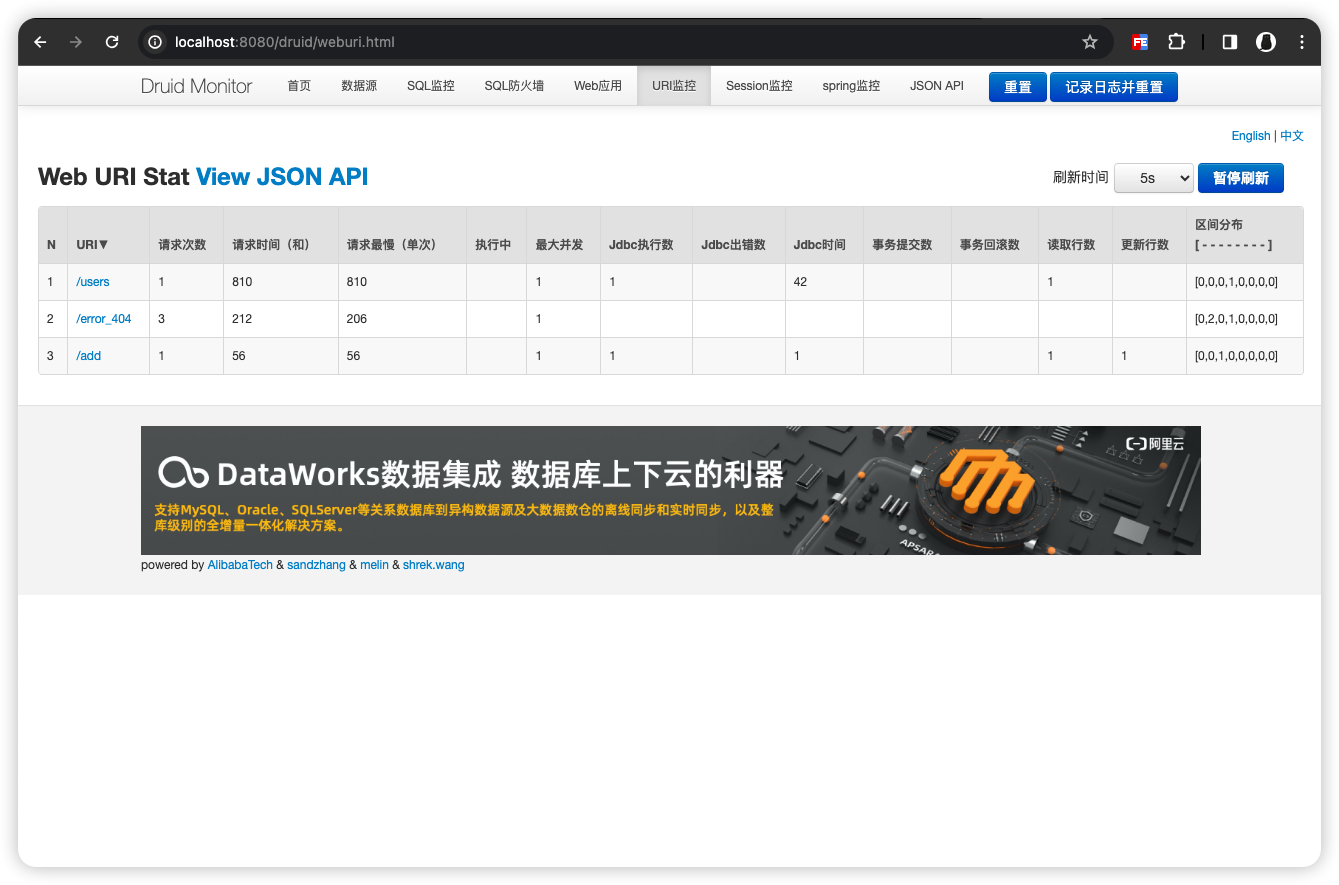 localhost:8080/druid/weburi.html
Druid Monitor 首页 数据源 SQL监控 SQL防火墙 Web应用 URI监控 Session监控 spring监控 JSON API 重置 记录日志并重置
English | 中文
Web URI Stat View JSON API 刷新时间 5s 暂停刷新
N URI▼ 请求次数 请求时间（和） 请求最慢（单次） 执行中 最大并发 Jdbc执行数 Jdbc出错数 Jdbc时间 事务提交数 事务回滚数 读取行数 更新行数 区间分布
[ - - - - - - - - ]
1 /users 1 810 810 1 1 42 1 [0,0,0,1,0,0,0,0]
2 /error_404 3 212 206 1 [0,2,0,1,0,0,0,0]
3 /add 1 56 56 1 1 1 1 1 [0,0,1,0,0,0,0,0]
阿里云
DataWorks数据集成 数据库上下云的利器
支持MySQL、Oracle、SQLServer等关系数据库到异构数据源及大数据数仓的离线同步和实时同步，以及整
库级别的全增量一体化解决方案。
APSARA
powered by AlibabaTech & sandzhang & melin & shrek.wang